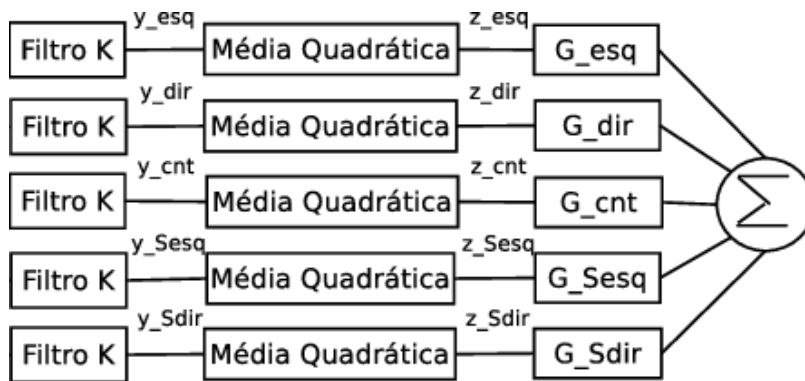 y_esq z_esq
Filtro K Média Quadrática G_esq
y_dir z_dir
Filtro K Média Quadrática G_dir
y_cnt z_cnt
Filtro K Média Quadrática G_cnt
y_Sesq z_Sesq
Filtro K Média Quadrática G_Sesq
y_Sdir z_Sdir
Filtro K Média Quadrática G_Sdir
Σ